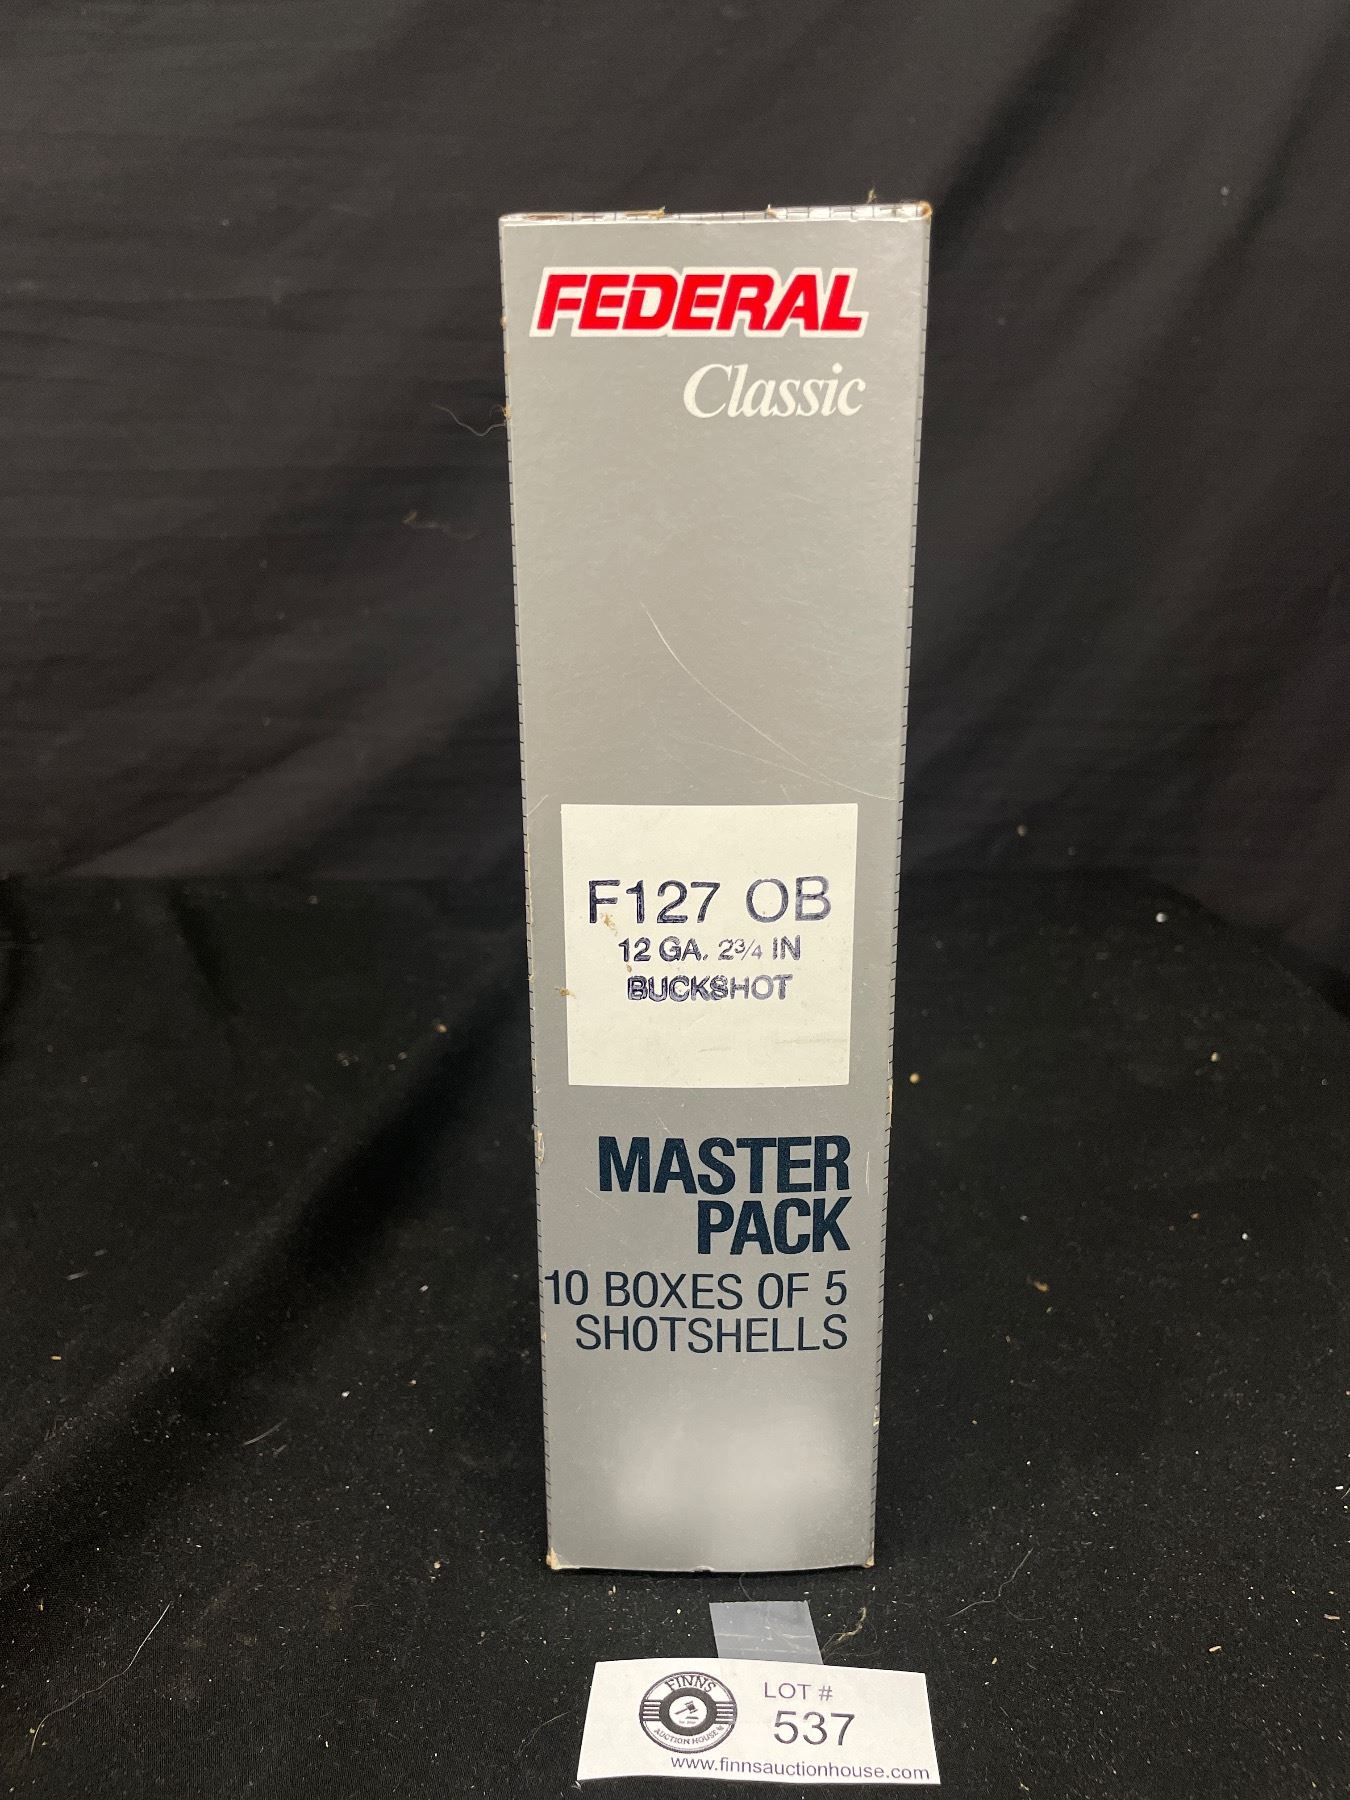 FEDERAL
Classic
F127 OB
12 GA. 2¾ IN
BUCKSHOT
MASTER
PACK
10 BOXES OF 5
SHOTSHELLS
FINNS
AUCTION HOUSE
LOT #
537
www.finnsauctionhouse.com